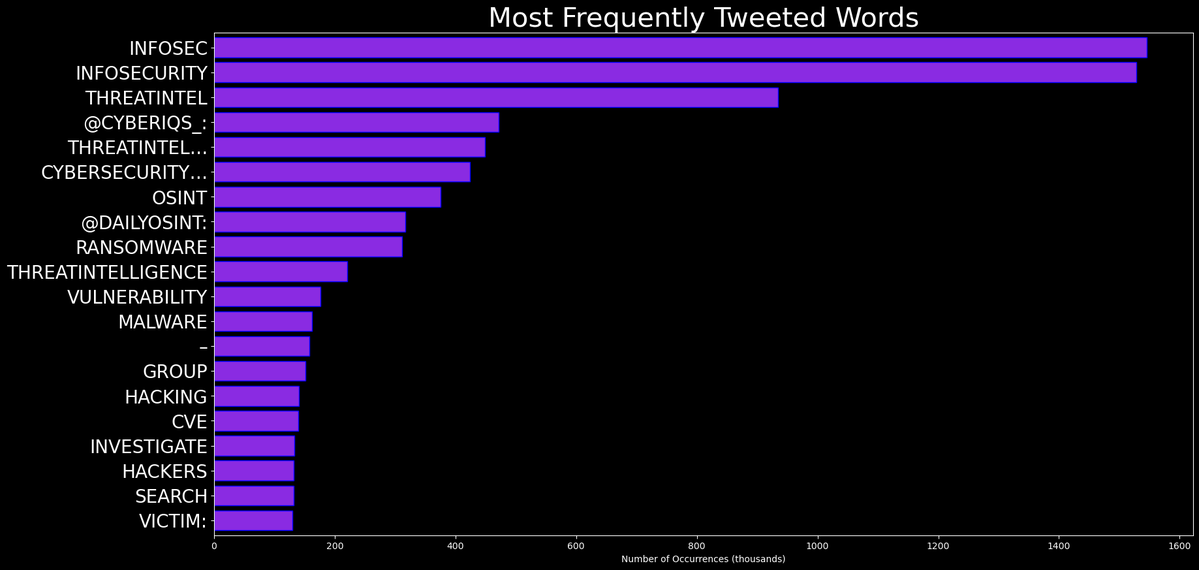 Most Frequently Tweeted Words
INFOSEC
INFOSECURITY
THREATINTEL
@CYBERIQS_:
THREATINTEL...
CYBERSECURITY...
OSINT
@DAILYOSINT:
RANSOMWARE
THREATINTELLIGENCE
VULNERABILITY
MALWARE
–
GROUP
HACKING
CVE
INVESTIGATE
HACKERS
SEARCH
VICTIM:
0 200 400 600 800 1000 1200 1400 1600
Number of Occurrences (thousands)